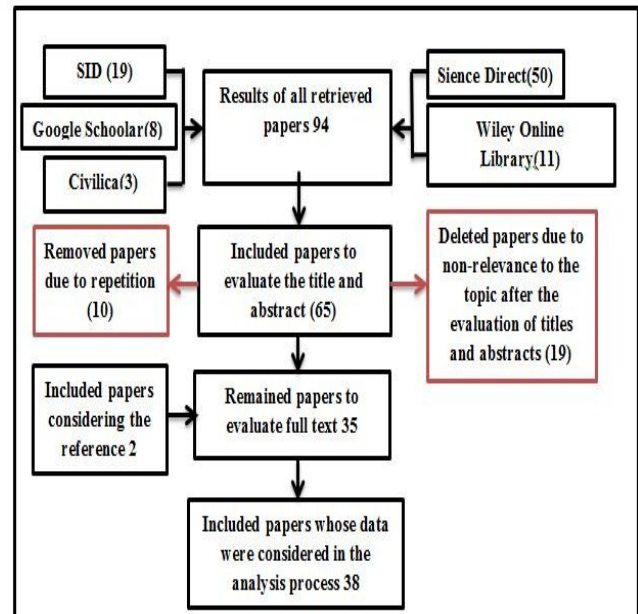 SID (19)
Google Schoolar(8)
Civilica(3)
Results of all retrieved
papers 94
Sience Direct(50)
Wiley Online
Library(11)
Removed papers
due to repetition
(10)
Included papers
to evaluate the title and
abstract (65)
Deleted papers due to
non-relevance to the
topic after the
evaluation of titles
and abstracts (19)
Included papers
considering the
reference 2
Remained papers to
evaluate full text 35
Included papers whose data
were considered in the
analysis process 38